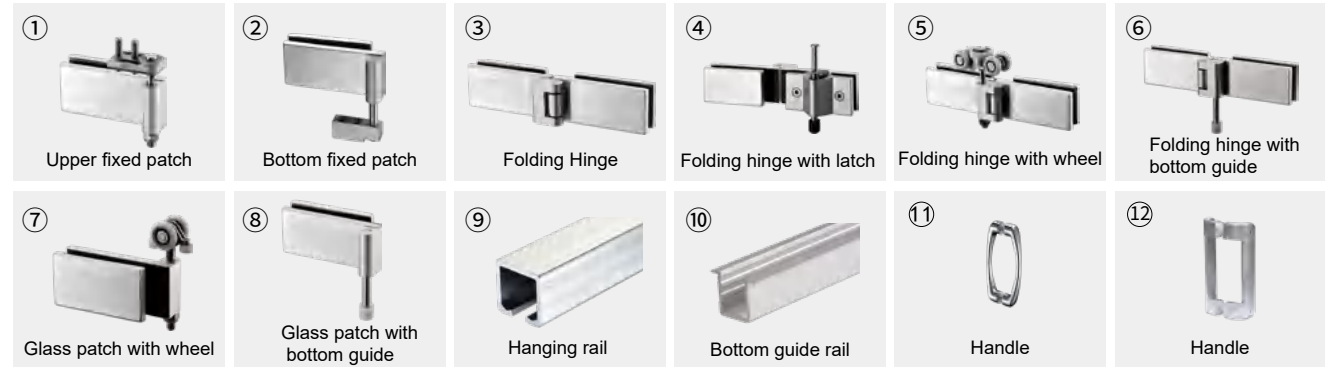 ①
Upper fixed patch
②
Bottom fixed patch
③
Folding Hinge
④
Folding hinge with latch
⑤
Folding hinge with wheel
⑥
Folding hinge with
bottom guide
⑦
Glass patch with wheel
⑧
Glass patch with
bottom guide
⑨
Hanging rail
⑩
Bottom guide rail
⑪
Handle
⑫
Handle